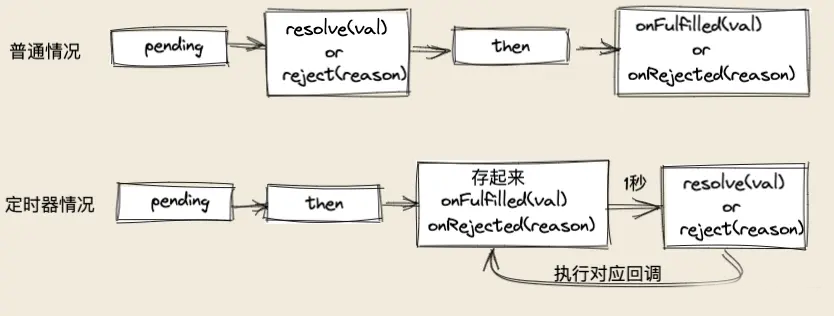 普通情况
pending
resolve(val)
or
reject(reason)
then
onFulfilled(val)
or
onRejected(reason)
定时器情况
pending
then
存起来
onFulfilled(val)
onRejected(reason)
1秒
resolve(val)
or
reject(reason)
执行对应回调